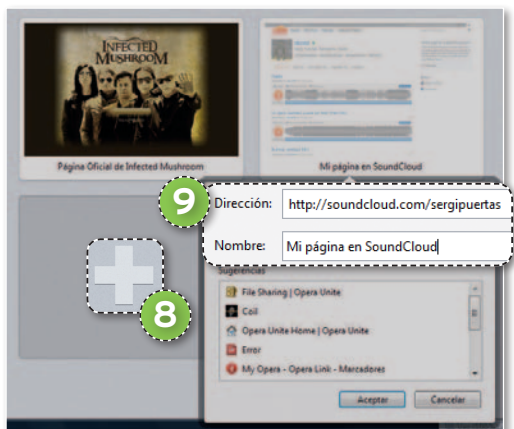 INFECTED
MUSHROOM
Página Oficial de Infected Mushroom
Mi página en SoundCloud
9
Dirección: http://soundcloud.com/sergipuertas
Nombre: Mi página en SoundCloud
8
Sugerencias
File Sharing | Opera Unite
Coil
Opera Unite Home | Opera Unite
Error
My Opera - Opera Link - Marcadores
Aceptar Cancelar